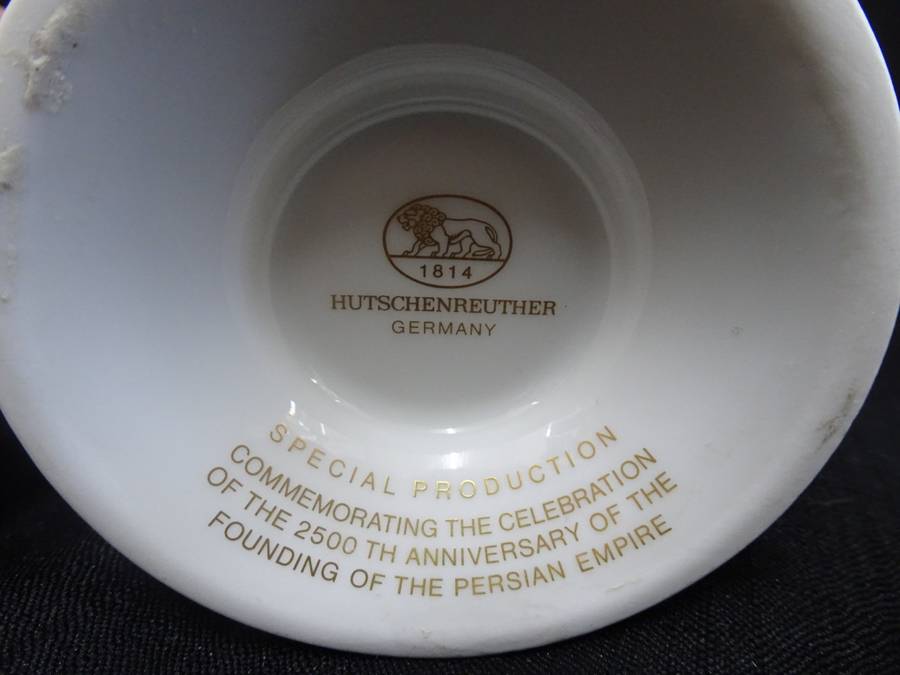 1814
HUTSCHENREUTHER
GERMANY
SPECIAL PRODUCTION
COMMEMORATING THE CELEBRATION
OF THE 2500 TH ANNIVERSARY OF THE
FOUNDING OF THE PERSIAN EMPIRE